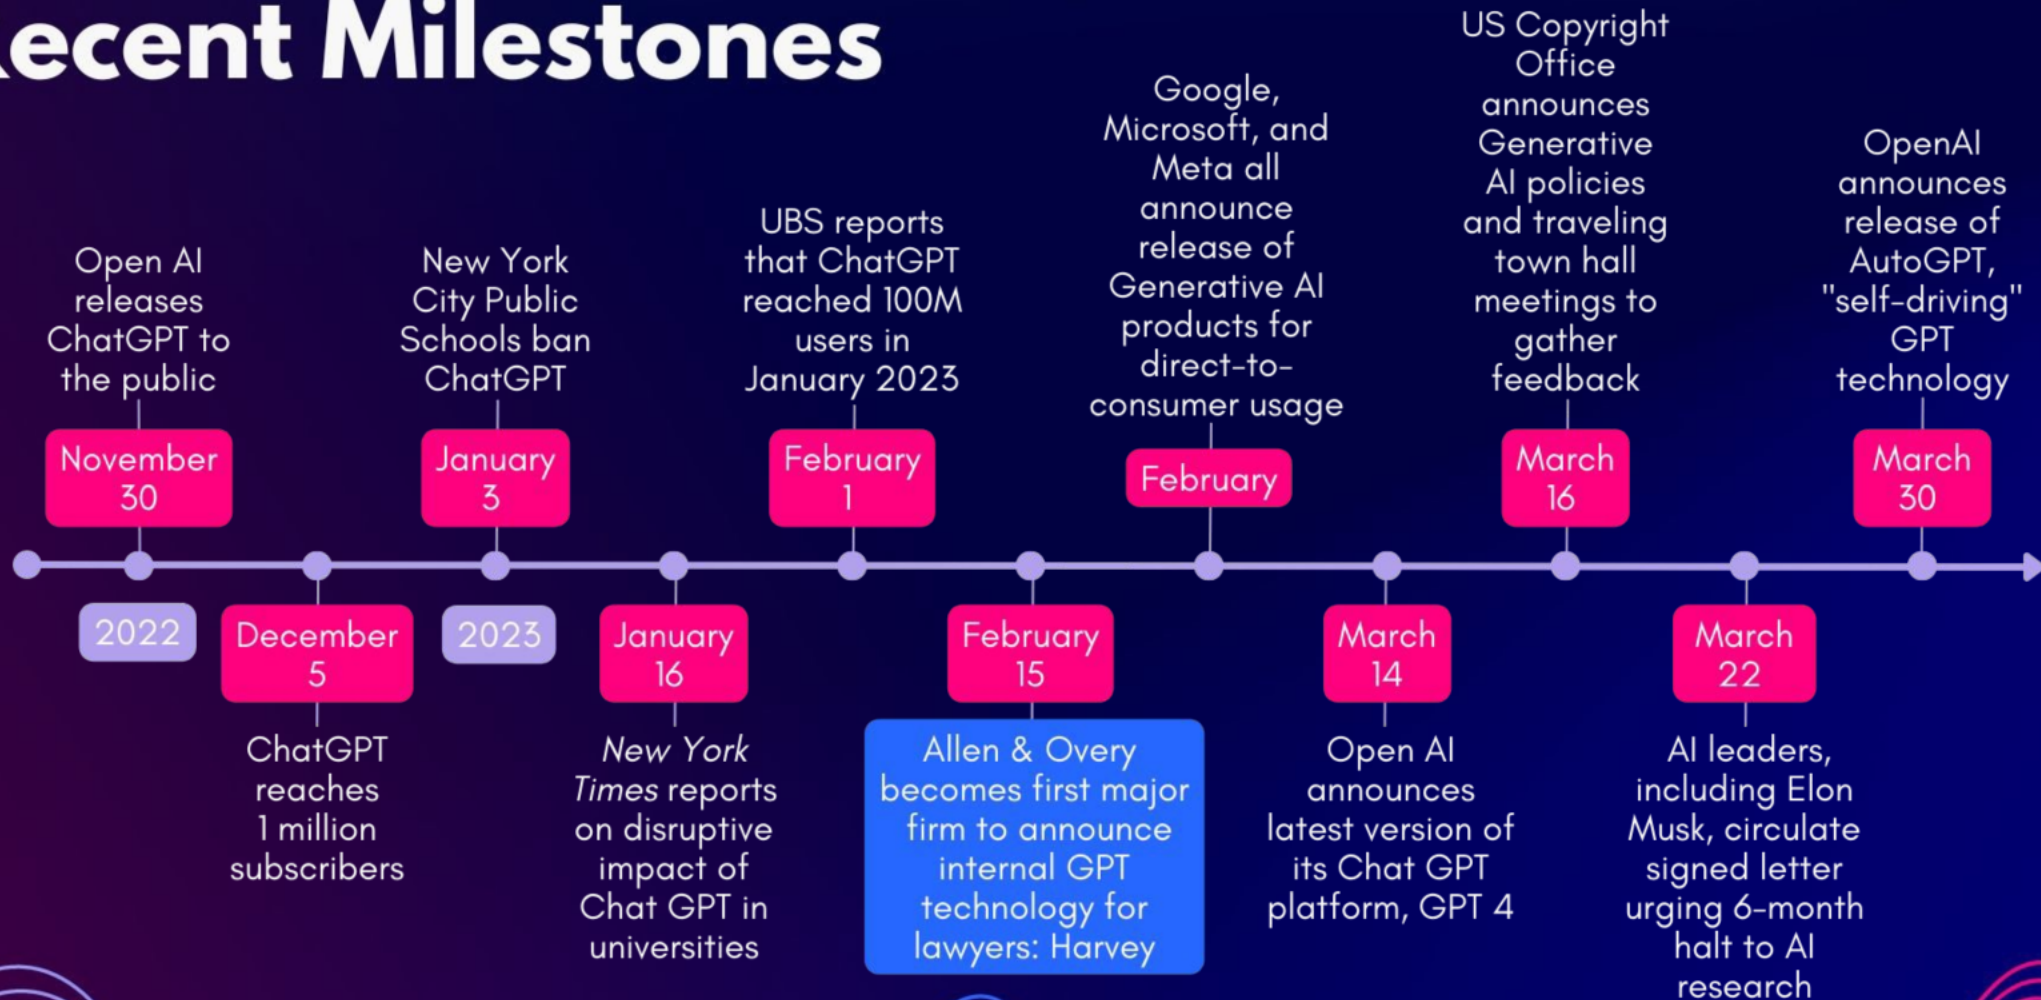 Recent Milestones
Open AI
releases
ChatGPT to
the public
November
30
2022
December
5
ChatGPT
reaches
1 million
subscribers
New York
City Public
Schools ban
ChatGPT
January
3
2023
January
16
New York
Times reports
on disruptive
impact of
Chat GPT in
universities
UBS reports
that ChatGPT
reached 100M
users in
January 2023
February
1
February
15
Allen & Overy
becomes first major
firm to announce
internal GPT
technology for
lawyers: Harvey
Google,
Microsoft, and
Meta all
announce
release of
Generative AI
products for
direct-to-
consumer usage
February
March
14
Open AI
announces
latest version of
its Chat GPT
platform, GPT 4
US Copyright
Office
announces
Generative
AI policies
and traveling
town hall
meetings to
gather
feedback
March
16
March
22
AI leaders,
including Elon
Musk, circulate
signed letter
urging 6-month
halt to AI
research
OpenAI
announces
release of
AutoGPT,
"self-driving"
GPT
technology
March
30